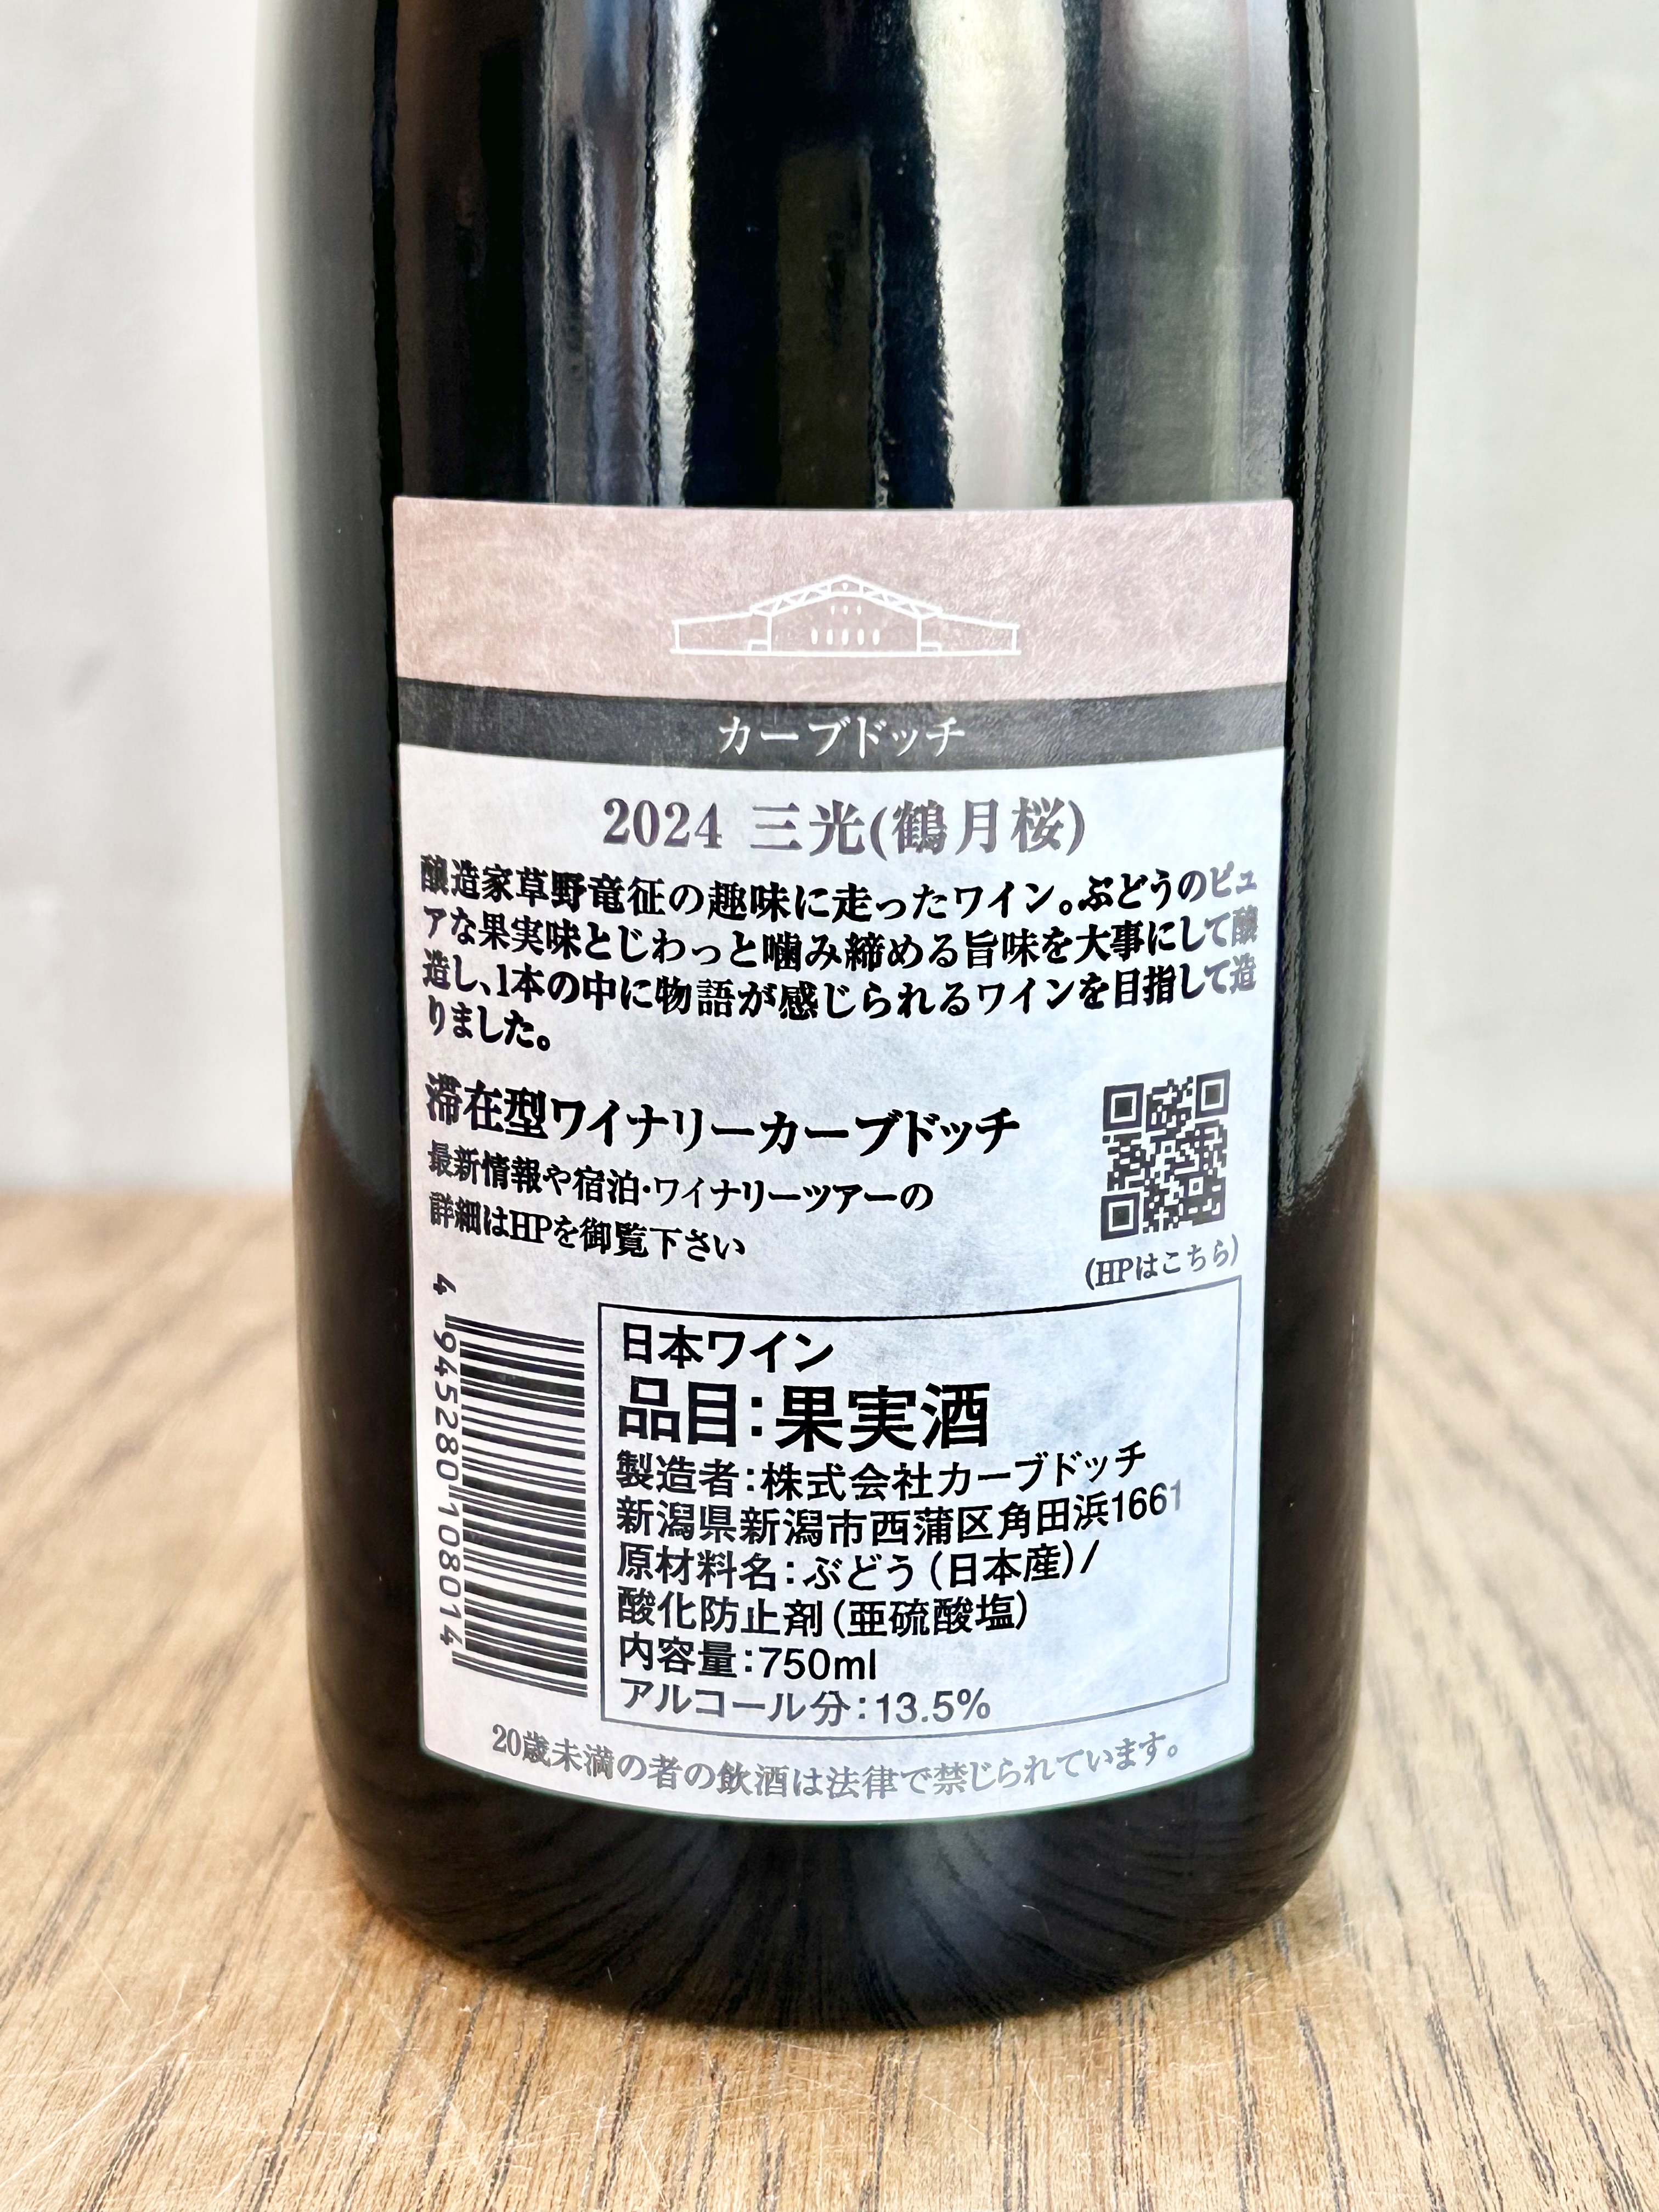 カーブドッチ
2024 三光(鶴月桜)
醸造家草野竜征の趣味に走ったワイン。ぶどうのピュ
アな果実味とじわっと噛み締める旨味を大事にして醸
造し、1本の中に物語が感じられるワインを目指して造
りました。
滞在型ワイナリーカーブドッチ
最新情報や宿泊・ワイナリーツアーの
詳細はHPを御覧下さい
(HPはこちら)
4 945280 108014
日本ワイン
品目：果実酒
製造者：株式会社カーブドッチ
新潟県新潟市西蒲区角田浜1661
原材料名：ぶどう（日本産）/
酸化防止剤（亜硫酸塩）
内容量：750ml
アルコール分：13.5%
20歳未満の者の飲酒は法律で禁じられています。